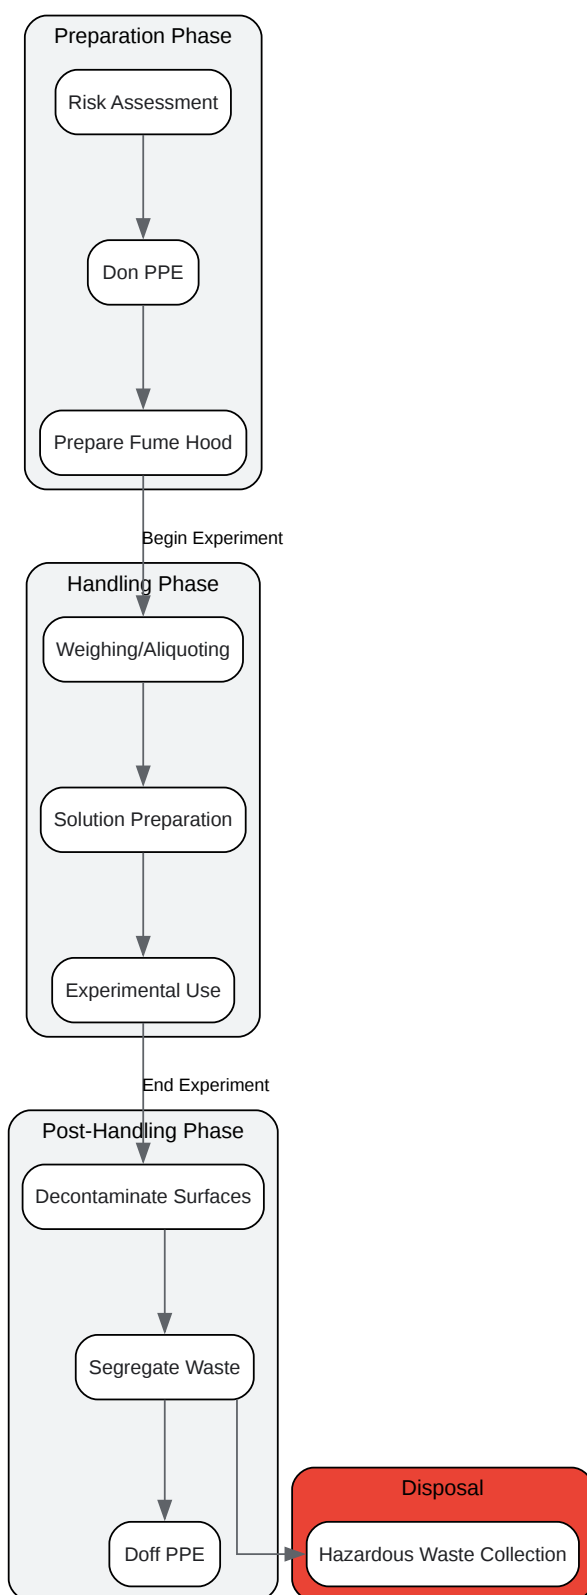 Preparation Phase
Risk Assessment
Don PPE
Prepare Fume Hood
Begin Experiment
Handling Phase
Weighing/Aliquoting
Solution Preparation
Experimental Use
End Experiment
Post-Handling Phase
Decontaminate Surfaces
Segregate Waste
Disposal
Doff PPE
Hazardous Waste Collection